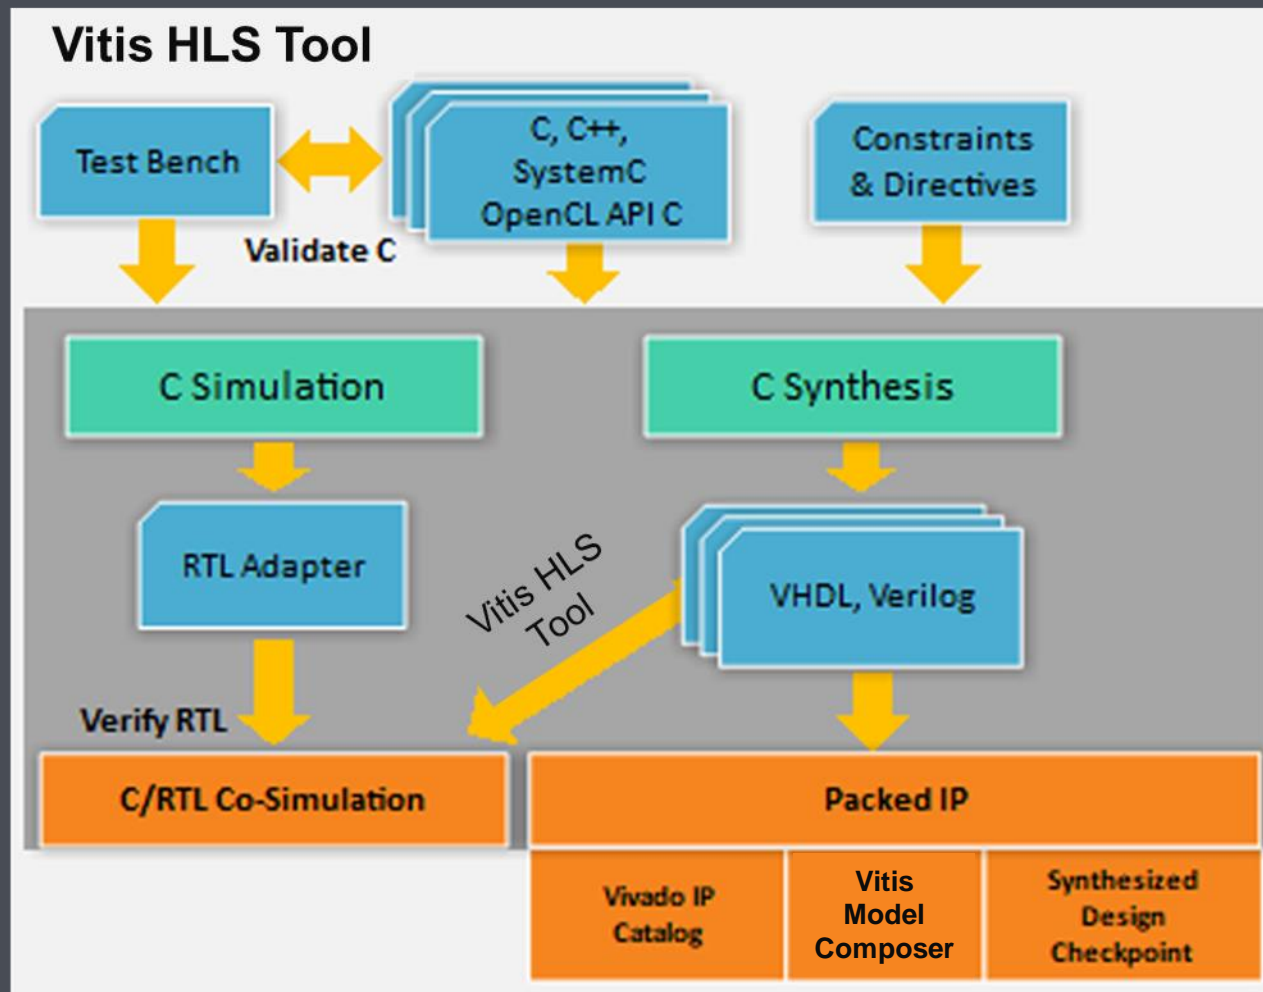 Vitis HLS Tool
Test Bench
C, C++,
SystemC
OpenCL API C
Constraints
& Directives
Validate C
C Simulation
C Synthesis
RTL Adapter
Vitis HLS
Tool
VHDL, Verilog
Verify RTL
C/RTL Co-Simulation
Packed IP
Vivado IP
Catalog
Vitis
Model
Composer
Synthesized
Design
Checkpoint